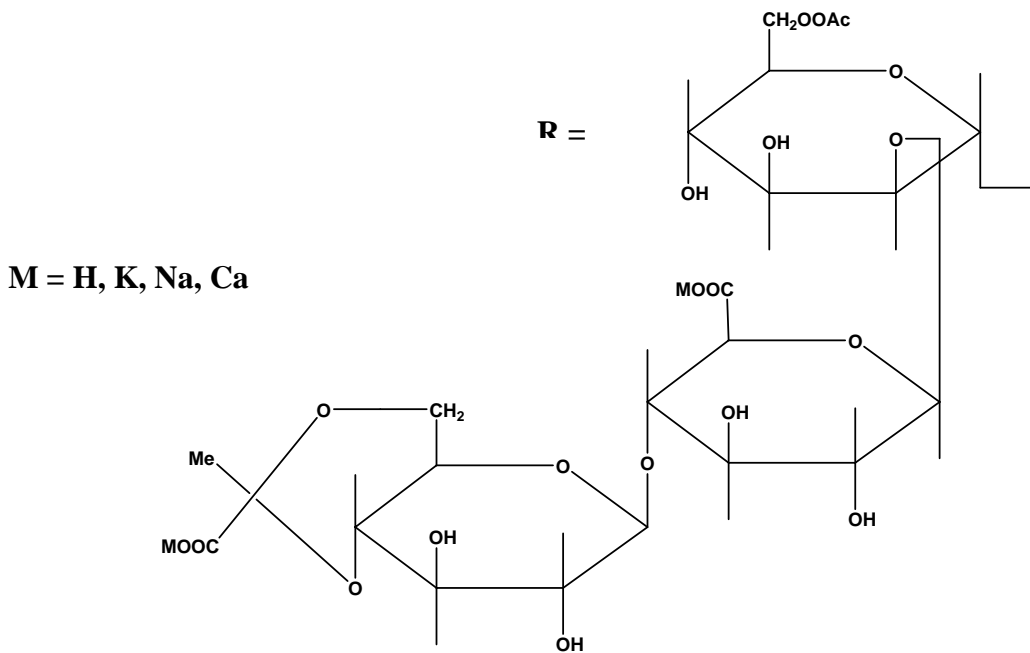 CH₂OOAc
O
R =
OH
O
OH
M = H, K, Na, Ca
MOOC
O
O
CH₂
OH
Me
O
O
OH
MOOC
OH
O
OH